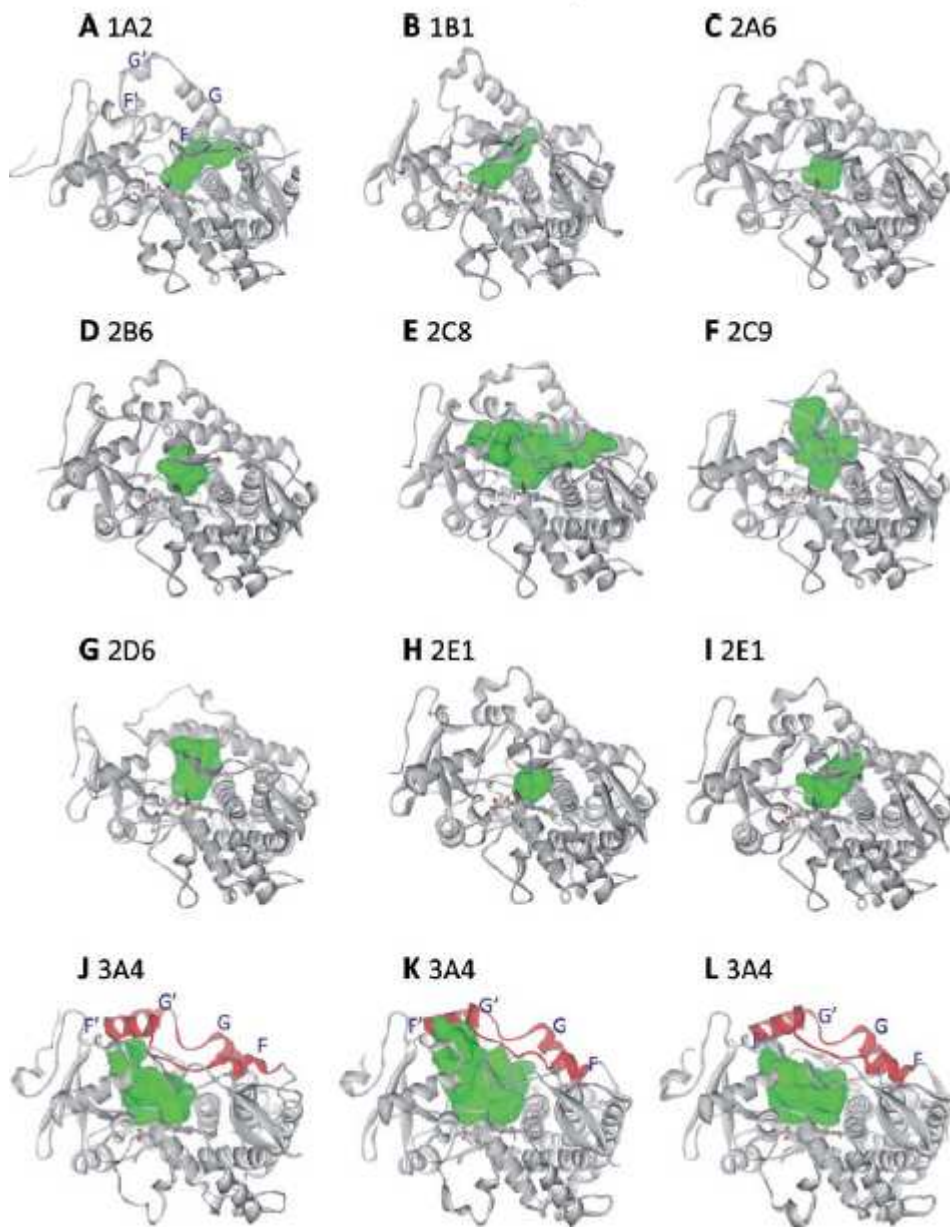 A 1A2
B 1B1
C 2A6
G'
F'
G
F
D 2B6
E 2C8
F 2C9
G 2D6
H 2E1
I 2E1
J 3A4
K 3A4
L 3A4
F' G' G F
F' G' G F
G' G F